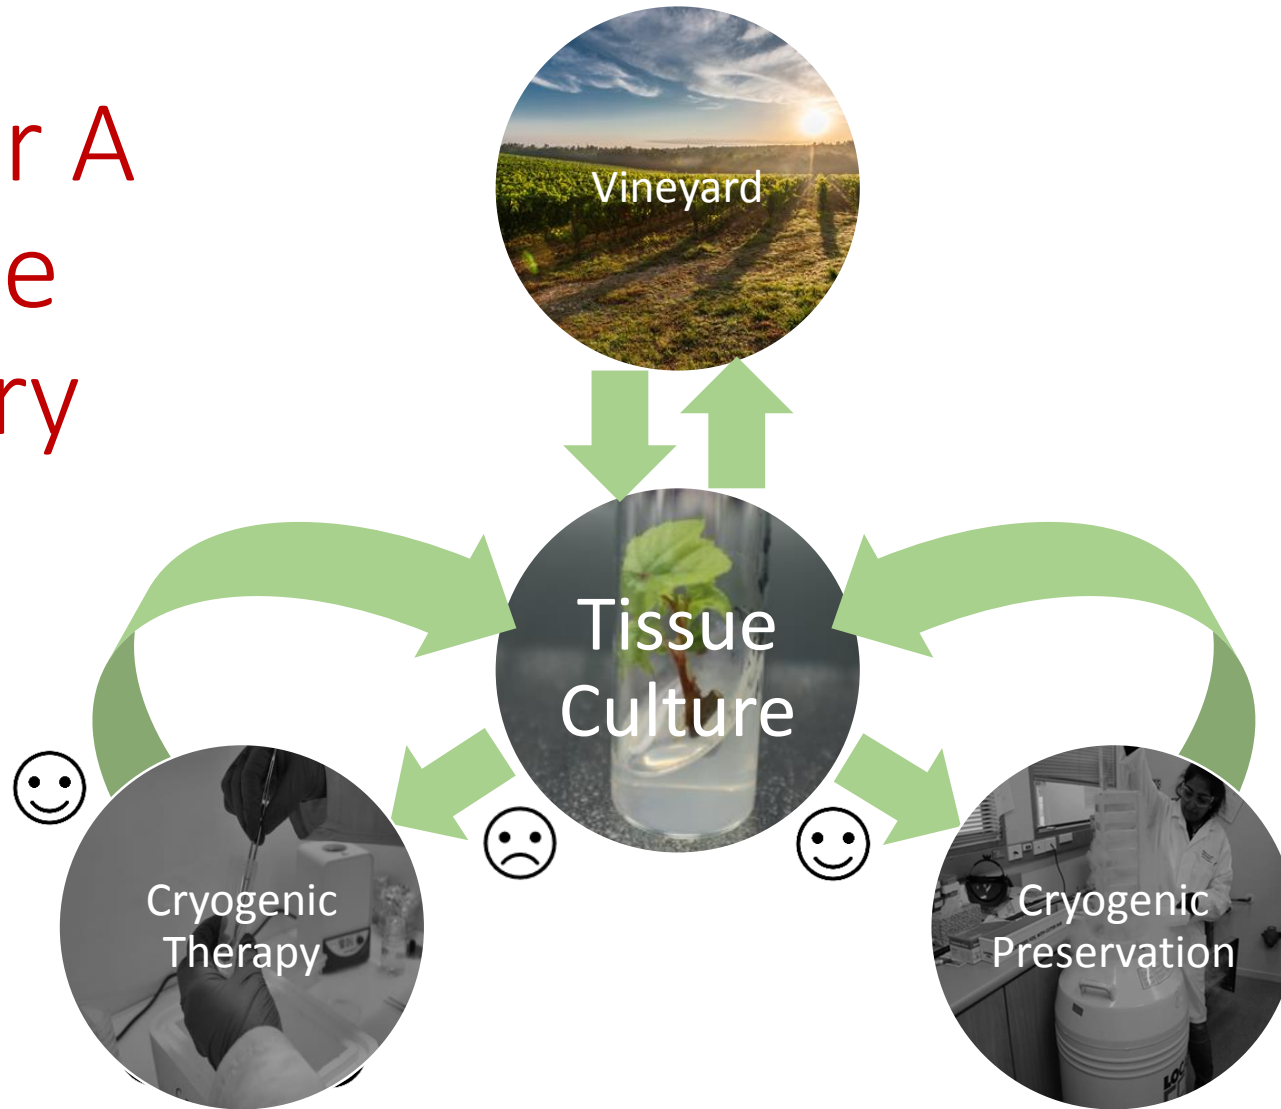 r A
e
ry
Vineyard
Tissue
Culture
Cryogenic
Therapy
Cryogenic
Preservation